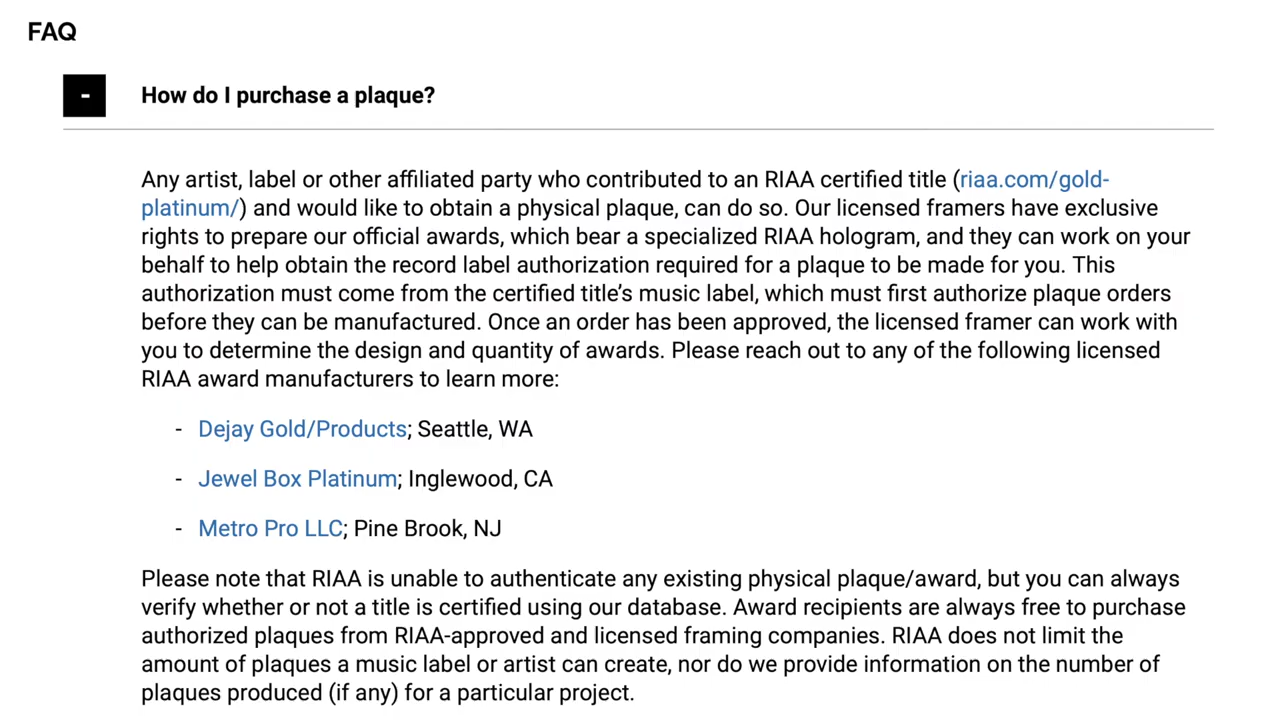 FAQ
-
How do I purchase a plaque?
Any artist, label or other affiliated party who contributed to an RIAA certified title (riaa.com/gold-
platinum/) and would like to obtain a physical plaque, can do so. Our licensed framers have exclusive
rights to prepare our official awards, which bear a specialized RIAA hologram, and they can work on your
behalf to help obtain the record label authorization required for a plaque to be made for you. This
authorization must come from the certified title’s music label, which must first authorize plaque orders
before they can be manufactured. Once an order has been approved, the licensed framer can work with
you to determine the design and quantity of awards. Please reach out to any of the following licensed
RIAA award manufacturers to learn more:
- Dejay Gold/Products; Seattle, WA
- Jewel Box Platinum; Inglewood, CA
- Metro Pro LLC; Pine Brook, NJ
Please note that RIAA is unable to authenticate any existing physical plaque/award, but you can always
verify whether or not a title is certified using our database. Award recipients are always free to purchase
authorized plaques from RIAA-approved and licensed framing companies. RIAA does not limit the
amount of plaques a music label or artist can create, nor do we provide information on the number of
plaques produced (if any) for a particular project.